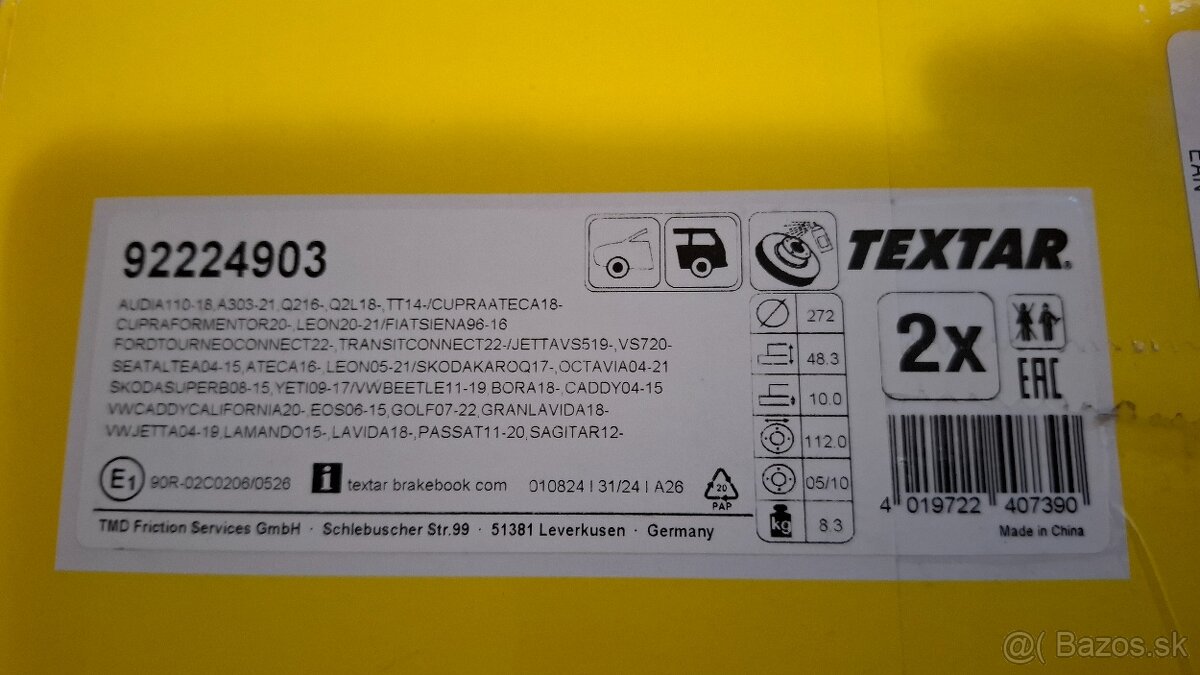 92224903
AUDIA110-18,A303-21,Q216-,Q2L18-,TT14-/CUPRAATECA18-
CUPRAFORMENTOR20-,LEON20-21/FIATSIENA96-16
FORDTOURNEOCONNECT22-,TRANSITCONNECT22-/JETTAVS519-,VS720-
SEATALTEA04-15,ATECA16-,LEON05-21/SKODAKAROQ17-,OCTAVIA04-21
SKODASUPERB08-15,YETI09-17/VWBEETLE11-19,BORA18-,CADDY04-15
VWCADDYCALIFORNIA20-,EOS06-15,GOLF07-22,GRANLAVIDA18-
VWJETTA04-19,LAMANDO15-,LAVIDA18-,PASSAT11-20,SAGITAR12-
E1 90R-02C0206/0526
i textar brakebook com
010824 | 31/24 | A26
20
PAP
TMD Friction Services GmbH · Schlebuscher Str.99 · 51381 Leverkusen · Germany
272
48.3
10.0
112.0
05/10
kg 8.3
TEXTAR®
2x
EAC
4 019722 407390
Made in China
EAN
@( Bazos.sk